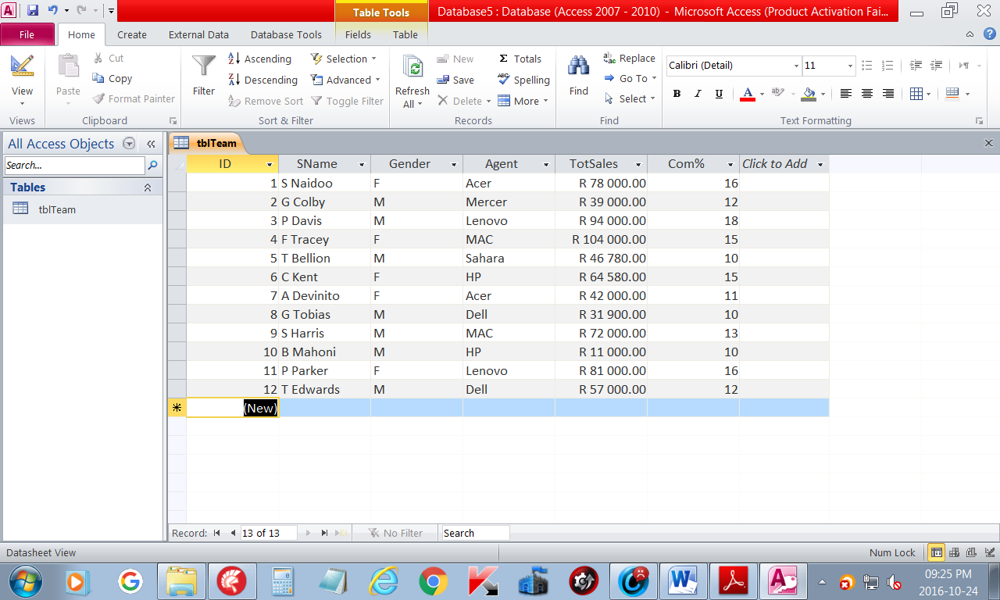 Table Tools
Database5 : Database (Access 2007 - 2010) - Microsoft Access (Product Activation Fai...
File Home Create External Data Database Tools Fields Table
View
Views
Paste
Cut
Copy
Format Painter
Clipboard
Filter
Ascending
Descending
Remove Sort
Selection
Advanced
Toggle Filter
Sort & Filter
Refresh All
New
Save
Delete
Totals
Spelling
More
Records
Find
Replace
Go To
Select
Find
Calibri (Detail) 11
B I U A ab
Text Formatting
All Access Objects «
Search...
Tables
tblTeam
tblTeam
ID SName Gender Agent TotSales Com% Click to Add
1 S Naidoo F Acer R 78 000.00 16
2 G Colby M Mercer R 39 000.00 12
3 P Davis M Lenovo R 94 000.00 18
4 F Tracey F MAC R 104 000.00 15
5 T Bellion M Sahara R 46 780.00 10
6 C Kent F HP R 64 580.00 15
7 A Devinito F Acer R 42 000.00 11
8 G Tobias M Dell R 31 900.00 10
9 S Harris M MAC R 72 000.00 13
10 B Mahoni M HP R 11 000.00 10
11 P Parker F Lenovo R 81 000.00 16
12 T Edwards M Dell R 57 000.00 12
(New)
Record: 13 of 13 No Filter Search
Datasheet View Num Lock
09:25 PM
2016-10-24